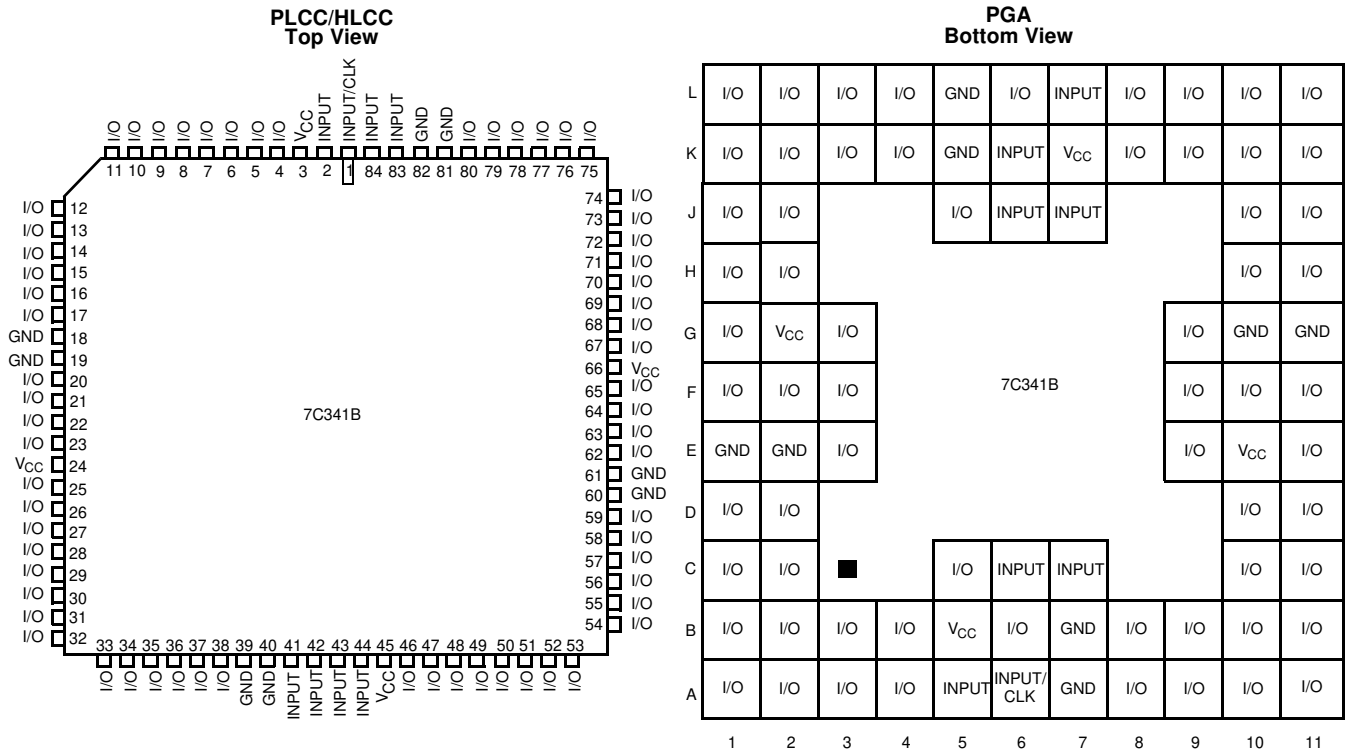 PLCC/HLCC
Top View
I/O I/O I/O I/O I/O I/O I/O I/O VCC INPUT INPUT/CLK INPUT INPUT GND GND I/O I/O I/O I/O I/O I/O
11 10 9 8 7 6 5 4 3 2 1 84 83 82 81 80 79 78 77 76 75
I/O 12
I/O 13
I/O 14
I/O 15
I/O 16
I/O 17
GND 18
GND 19
I/O 20
I/O 21
I/O 22
I/O 23
VCC 24
I/O 25
I/O 26
I/O 27
I/O 28
I/O 29
I/O 30
I/O 31
I/O 32
7C341B
74 I/O
73 I/O
72 I/O
71 I/O
70 I/O
69 I/O
68 I/O
67 I/O
66 VCC
65 I/O
64 I/O
63 I/O
62 I/O
61 GND
60 GND
59 I/O
58 I/O
57 I/O
56 I/O
55 I/O
54 I/O
33 34 35 36 37 38 39 40 41 42 43 44 45 46 47 48 49 50 51 52 53
I/O I/O I/O I/O I/O I/O GND GND INPUT INPUT INPUT INPUT VCC I/O I/O I/O I/O I/O I/O I/O I/O
PGA
Bottom View
L I/O I/O I/O I/O GND I/O INPUT I/O I/O I/O I/O
K I/O I/O I/O I/O GND INPUT VCC I/O I/O I/O I/O
J I/O I/O I/O INPUT INPUT I/O I/O
H I/O I/O I/O I/O
G I/O VCC I/O I/O GND GND
F I/O I/O I/O 7C341B I/O I/O I/O
E GND GND I/O I/O VCC I/O
D I/O I/O I/O I/O
C I/O I/O I/O INPUT INPUT I/O I/O
B I/O I/O I/O I/O VCC I/O GND I/O I/O I/O I/O
A I/O I/O I/O I/O INPUT INPUT/
CLK GND I/O I/O I/O I/O
1 2 3 4 5 6 7 8 9 10 11